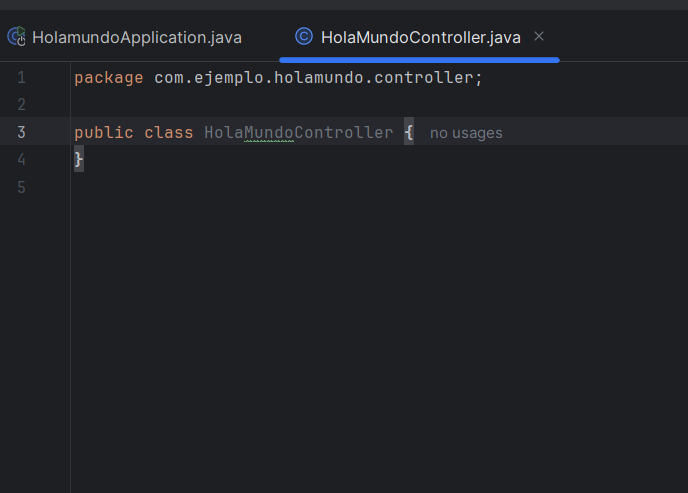 HolamundoApplication.java HolaMundoController.java
1 package com.ejemplo.holamundo.controller;
2
3 public class HolaMundoController { no usages
4 }
5